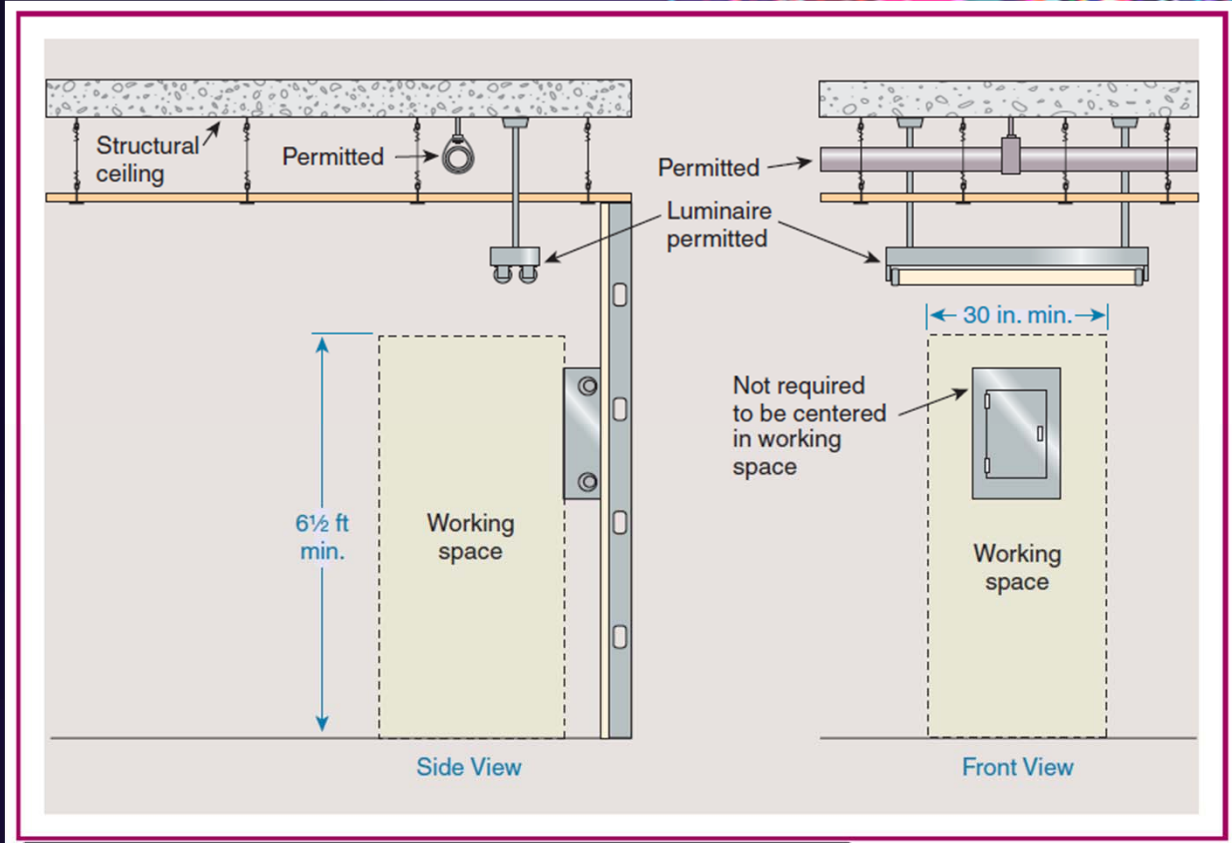 Structural
ceiling
Permitted
Permitted
Luminaire
permitted
30 in. min.
Not required
to be centered
in working
space
6½ ft
min.
Working
space
Working
space
Side View
Front View